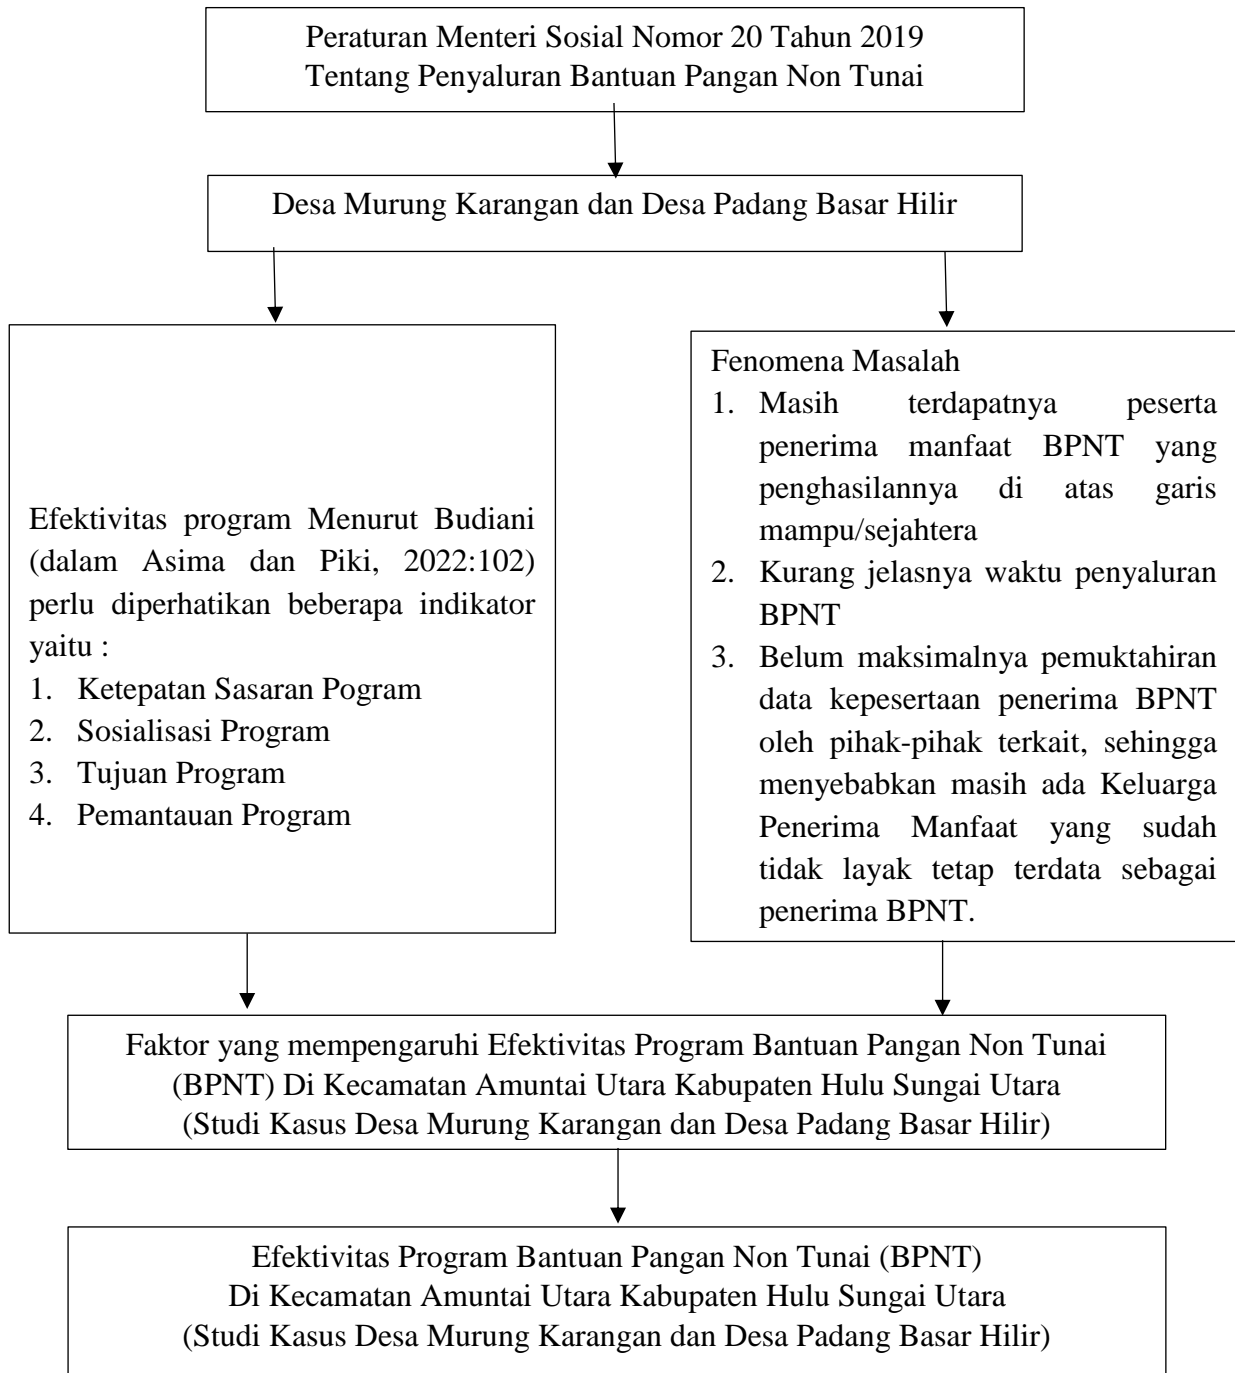 Peraturan Menteri Sosial Nomor 20 Tahun 2019
Tentang Penyaluran Bantuan Pangan Non Tunai
Desa Murung Karangan dan Desa Padang Basar Hilir
Efektivitas program Menurut Budiani
(dalam Asima dan Piki, 2022:102)
perlu diperhatikan beberapa indikator
yaitu :
1. Ketepatan Sasaran Pogram
2. Sosialisasi Program
3. Tujuan Program
4. Pemantauan Program
Fenomena Masalah
1. Masih terdapatnya peserta
penerima manfaat BPNT yang
penghasilannya di atas garis
mampu/sejahtera
2. Kurang jelasnya waktu penyaluran
BPNT
3. Belum maksimalnya pemuktahiran
data kepesertaan penerima BPNT
oleh pihak-pihak terkait, sehingga
menyebabkan masih ada Keluarga
Penerima Manfaat yang sudah
tidak layak tetap terdata sebagai
penerima BPNT.
Faktor yang mempengaruhi Efektivitas Program Bantuan Pangan Non Tunai
(BPNT) Di Kecamatan Amuntai Utara Kabupaten Hulu Sungai Utara
(Studi Kasus Desa Murung Karangan dan Desa Padang Basar Hilir)
Efektivitas Program Bantuan Pangan Non Tunai (BPNT)
Di Kecamatan Amuntai Utara Kabupaten Hulu Sungai Utara
(Studi Kasus Desa Murung Karangan dan Desa Padang Basar Hilir)